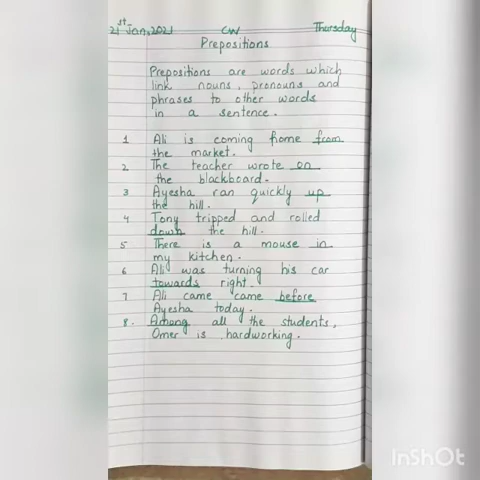 21st Jan, 2021 CW Thursday
Prepositions
Prepositions are words which
link nouns, pronouns and
phrases to other words
in a sentence.
1 Ali is coming home from
the market.
2 The teacher wrote on
the blackboard.
3 Ayesha ran quickly up
the hill.
4 Tony tripped and rolled
down the hill.
5 There is a mouse in
my kitchen.
6 Ali was turning his car
towards right.
7 Ali came came before
Ayesha today.
8. Among all the students,
Omer is hardworking.
InShOt